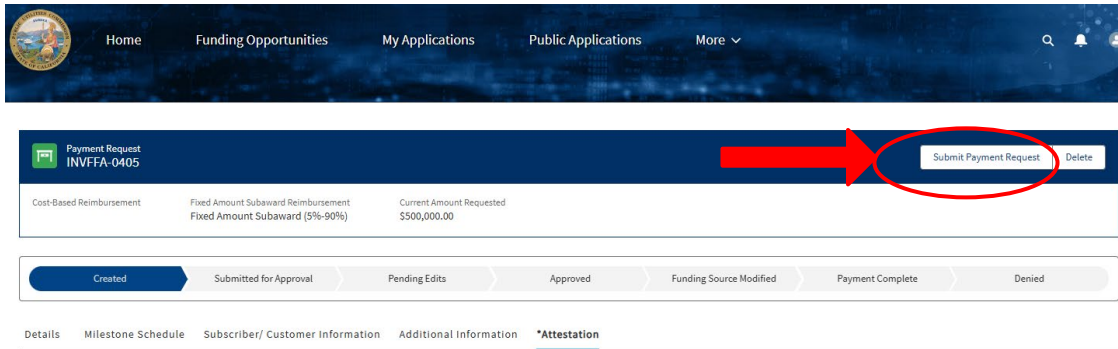 Home Funding Opportunities My Applications Public Applications More
Payment Request
INVFFA-0405
Submit Payment Request Delete
Cost-Based Reimbursement Fixed Amount Subaward Reimbursement Current Amount Requested
Fixed Amount Subaward (5%-90%) $500,000.00
Created Submitted for Approval Pending Edits Approved Funding Source Modified Payment Complete Denied
Details Milestone Schedule Subscriber/ Customer Information Additional Information *Attestation